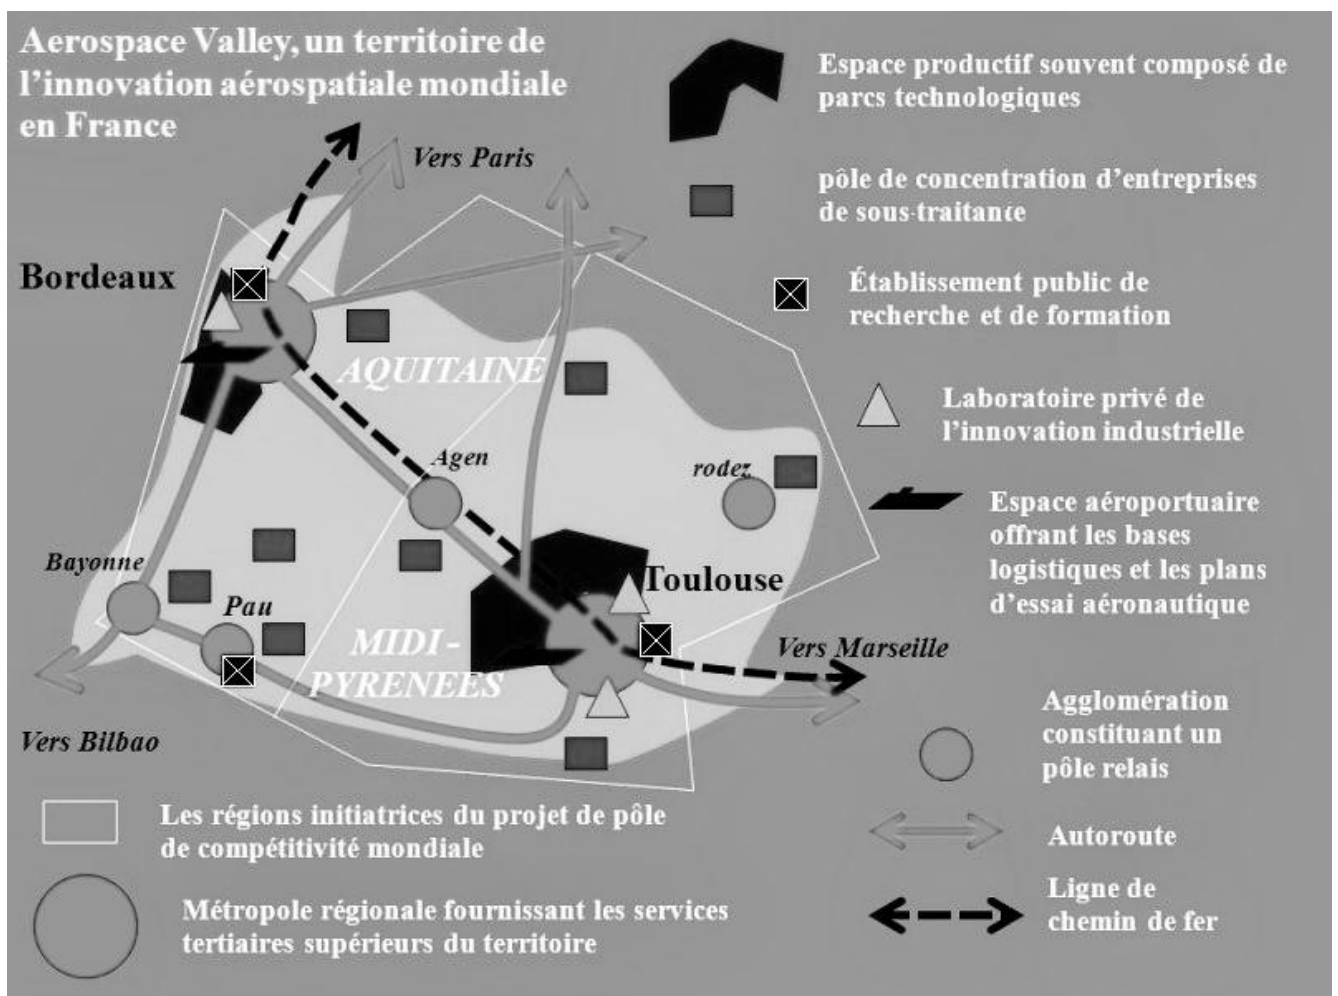 Aerospace Valley, un territoire de
l'innovation aérospatiale mondiale
en France
Vers Paris
Bordeaux
AQUITAINE
Agen
rodez
Bayonne
Pau
Toulouse
MIDI-
PYRENEES
Vers Marseille
Vers Bilbao
Espace productif souvent composé de
parcs technologiques
pôle de concentration d'entreprises
de sous-traitance
Établissement public de
recherche et de formation
Laboratoire privé de
l'innovation industrielle
Espace aéroportuaire
offrant les bases
logistiques et les plans
d'essai aéronautique
Agglomération
constituant un
pôle relais
Autoroute
Ligne de
chemin de fer
Les régions initiatrices du projet de pôle
de compétitivité mondiale
Métropole régionale fournissant les services
tertiaires supérieurs du territoire